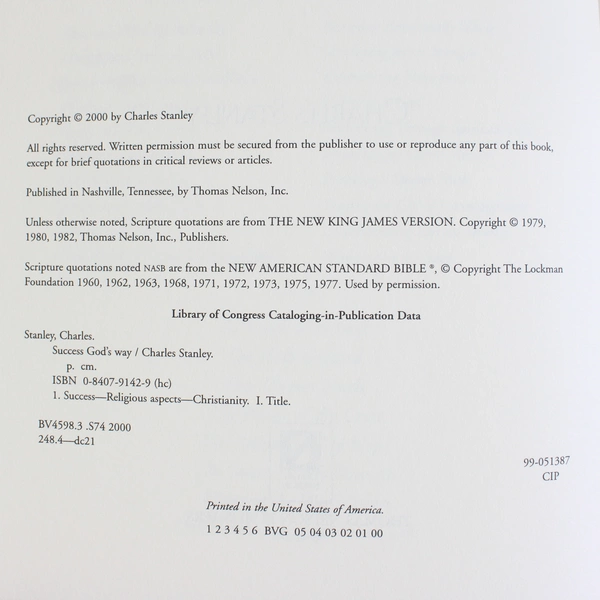 Copyright © 2000 by Charles Stanley
All rights reserved. Written permission must be secured from the publisher to use or reproduce any part of this book,
except for brief quotations in critical reviews or articles.
Published in Nashville, Tennessee, by Thomas Nelson, Inc.
Unless otherwise noted, Scripture quotations are from THE NEW KING JAMES VERSION. Copyright © 1979,
1980, 1982, Thomas Nelson, Inc., Publishers.
Scripture quotations noted NASB are from the NEW AMERICAN STANDARD BIBLE ®, © Copyright The Lockman
Foundation 1960, 1962, 1963, 1968, 1971, 1972, 1973, 1975, 1977. Used by permission.
Library of Congress Cataloging-in-Publication Data
Stanley, Charles.
Success God's way / Charles Stanley.
p. cm.
ISBN 0-8407-9142-9 (hc)
1. Success—Religious aspects—Christianity. I. Title.
BV4598.3 .S74 2000
248.4—dc21
99-051387
CIP
Printed in the United States of America.
1 2 3 4 5 6 BVG 05 04 03 02 01 00